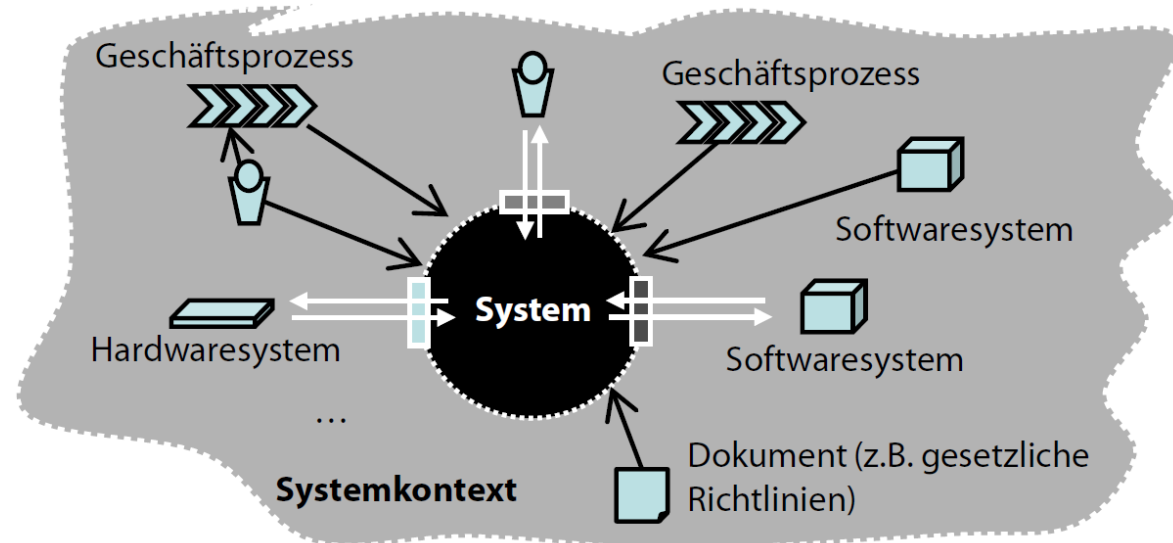 Geschäftsprozess
Geschäftsprozess
Softwaresystem
System
Hardwaresystem
Softwaresystem
...
Dokument (z.B. gesetzliche
Richtlinien)
Systemkontext